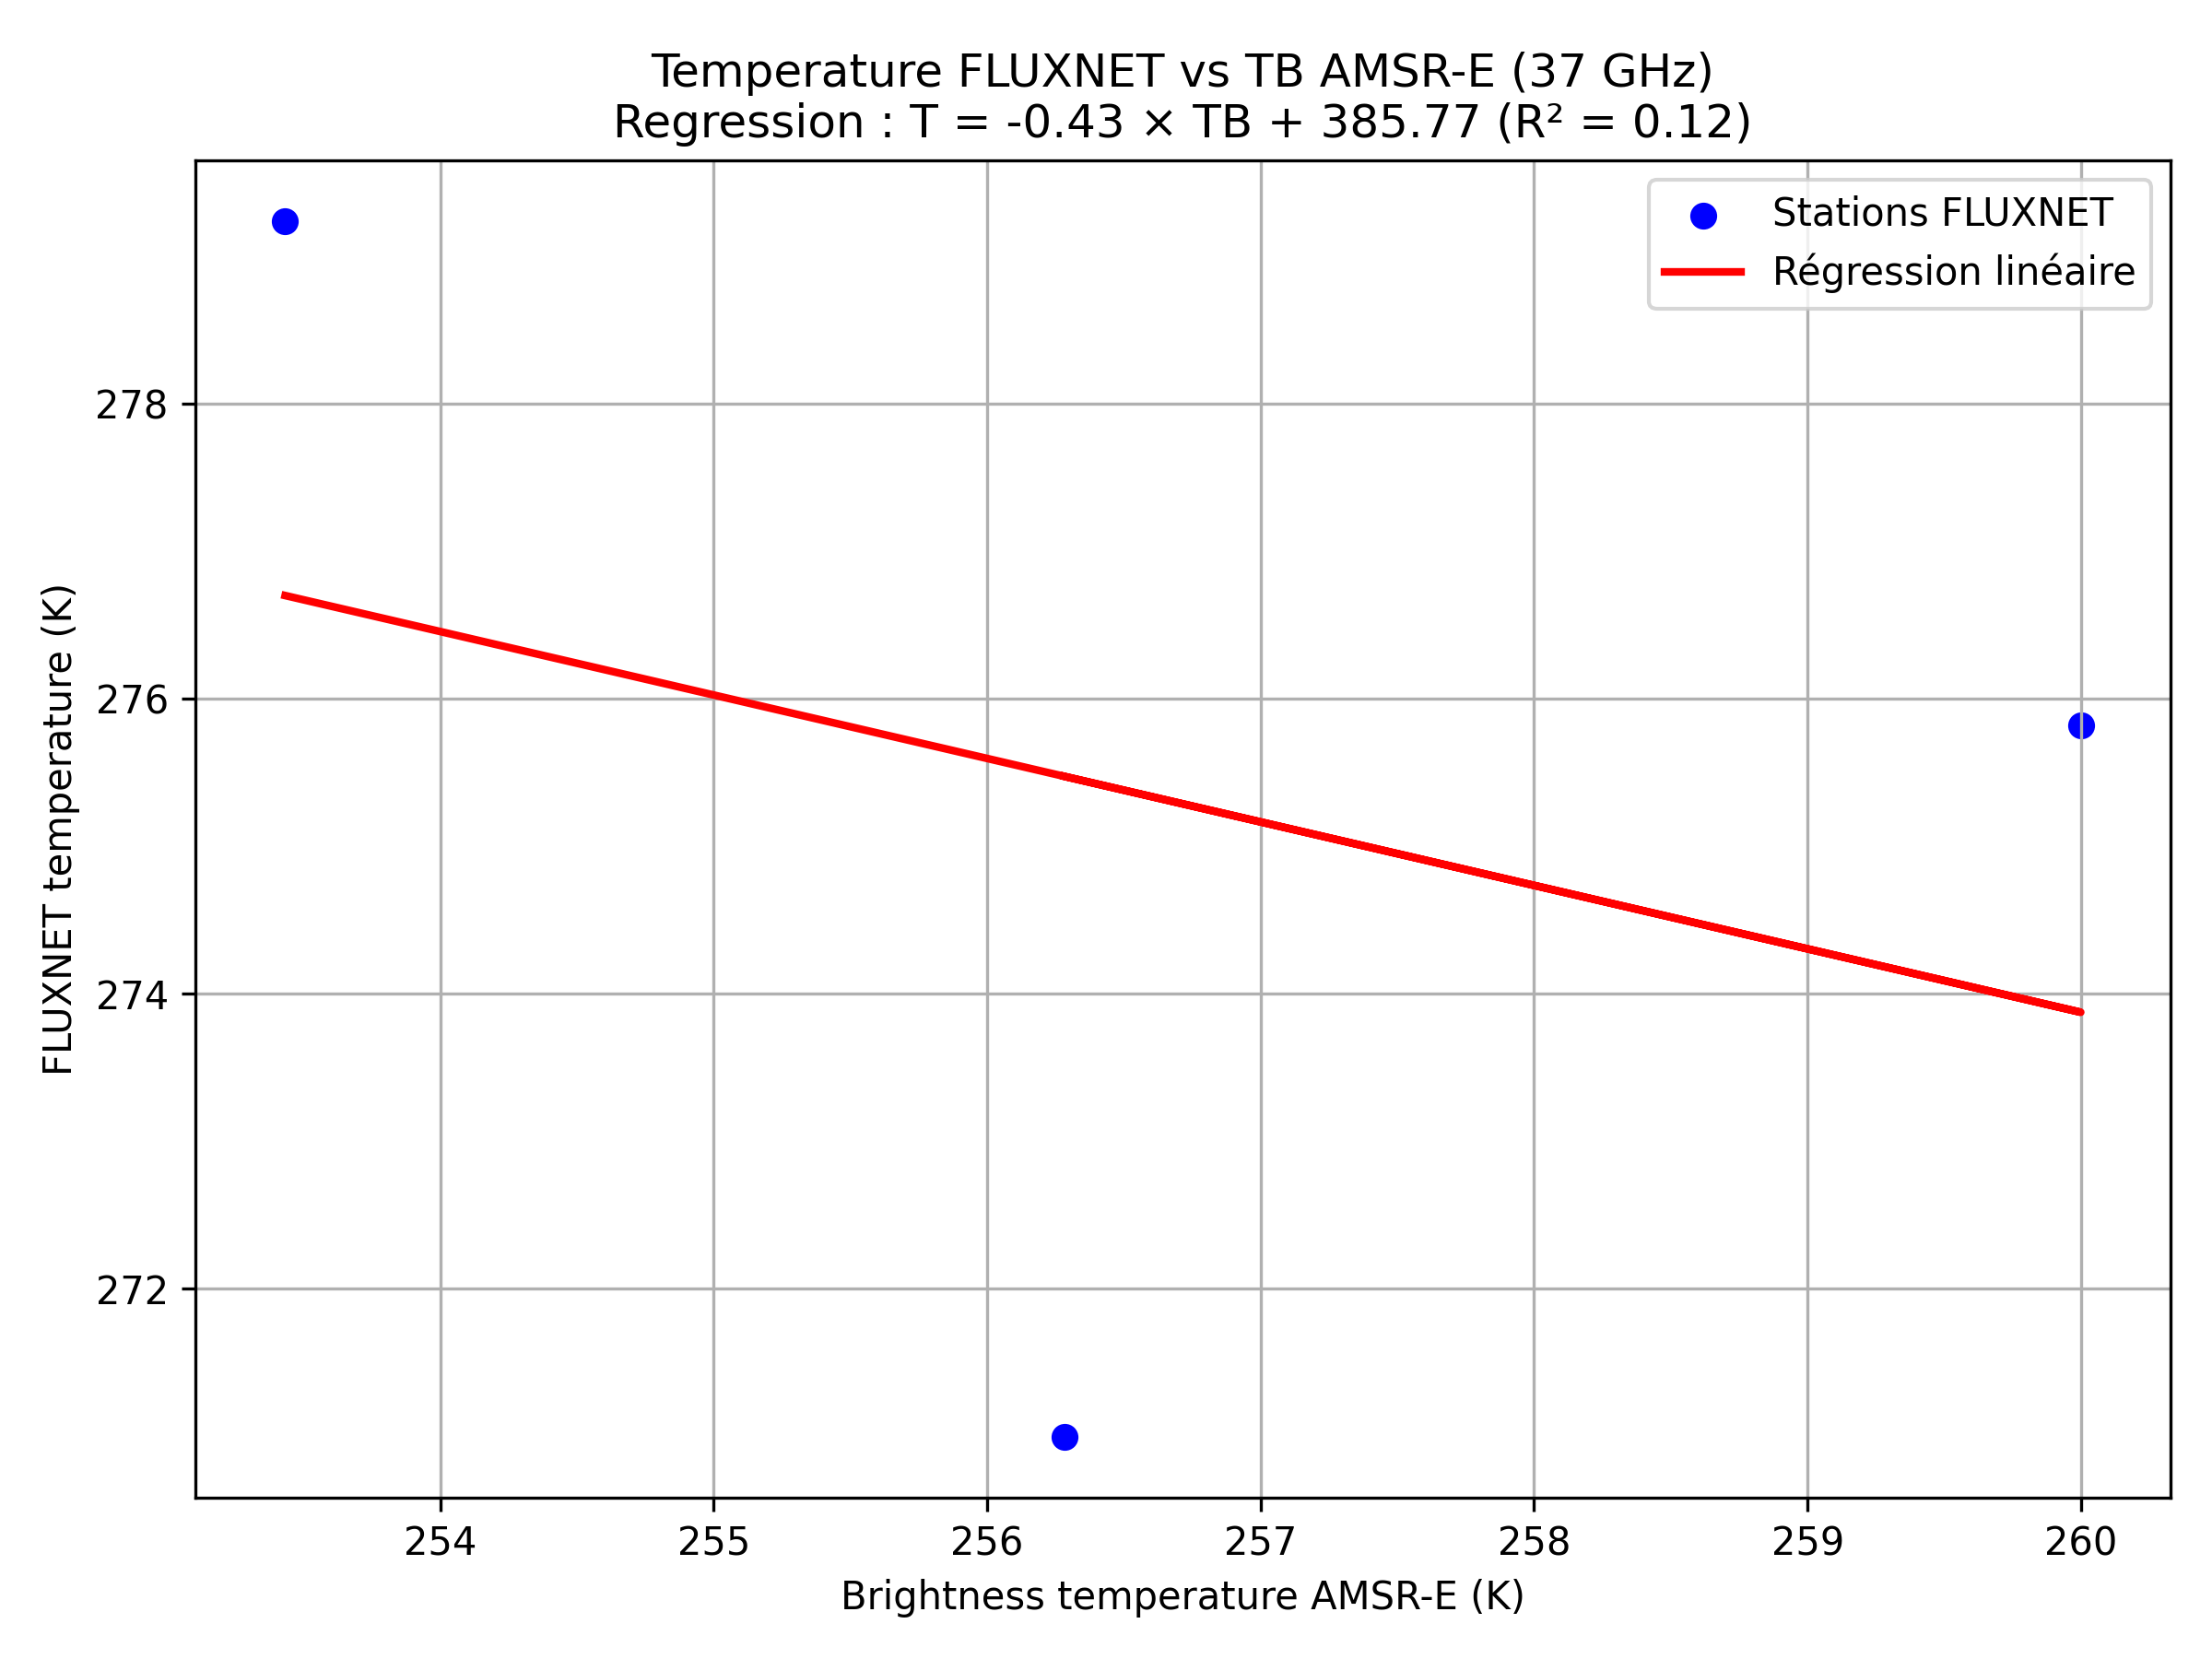 Temperature FLUXNET vs TB AMSR-E (37 GHz)
Regression : T = -0.43 × TB + 385.77 (R² = 0.12)
Stations FLUXNET
Régression linéaire
FLUXNET temperature (K)
278
276
274
272
254 255 256 257 258 259 260
Brightness temperature AMSR-E (K)